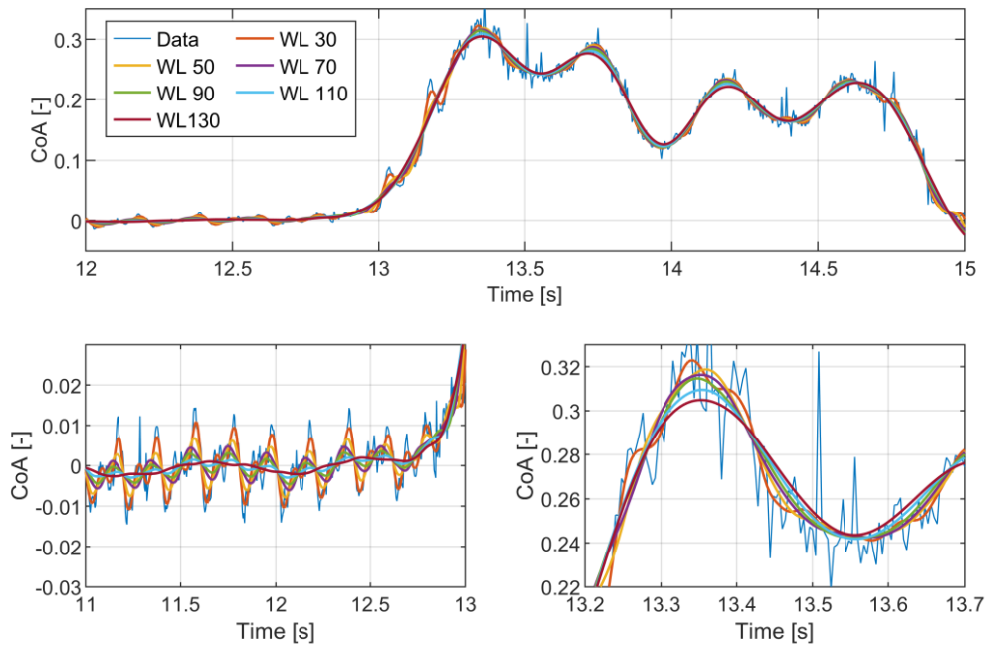 0.3
0.2
0.1
0
CoA [-]
Data
WL 30
WL 50
WL 70
WL 90
WL 110
WL130
12
12.5
13
13.5
14
14.5
15
Time [s]
0.02
0.01
0
-0.01
-0.02
-0.03
CoA [-]
11
11.5
12
12.5
13
Time [s]
0.32
0.3
0.28
0.26
0.24
0.22
CoA [-]
13.2
13.3
13.4
13.5
13.6
13.7
Time [s]